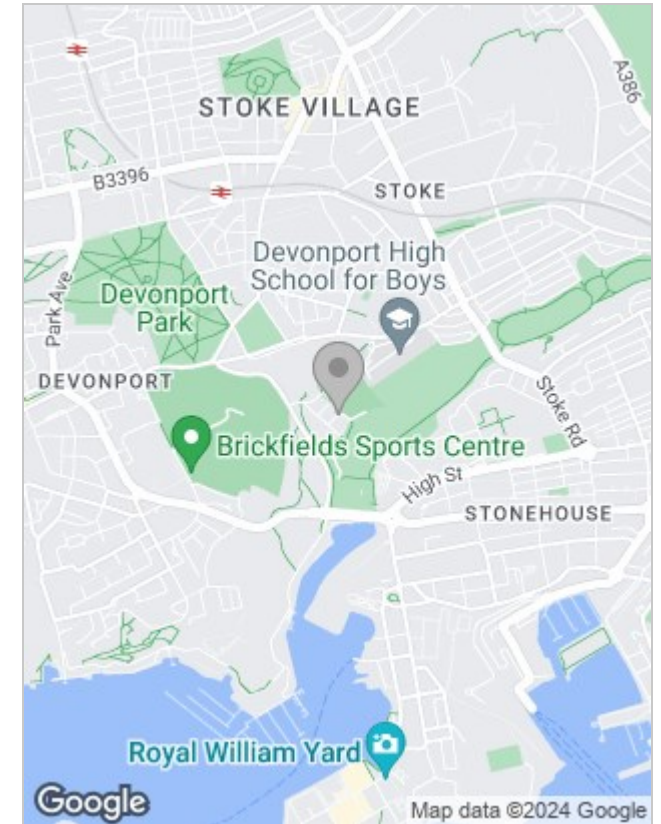 A386
STOKE VILLAGE
B3396
STOKE
Devonport High
School for Boys
Devonport
Park
Park Ave
DEVONPORT
Stoke Rd
Brickfields Sports Centre
High St
STONEHOUSE
Royal William Yard
Google
Map data ©2024 Google